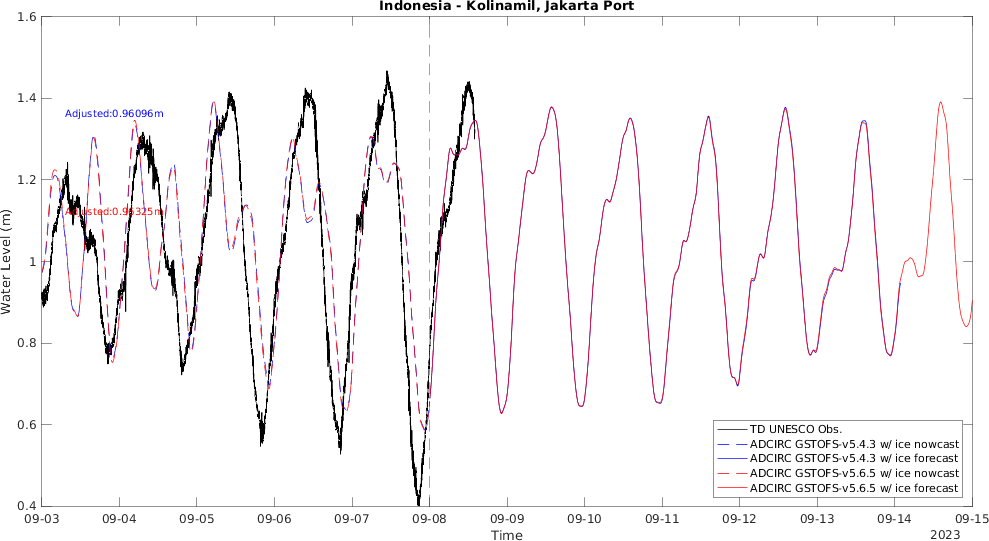 Indonesia - Kolinamil, Jakarta Port
1.6
1.4
1.2
1
0.8
0.6
0.4
Water Level (m)
Adjusted:0.96096m
Adjusted:0.95325m
TD UNESCO Obs.
ADCIRC GSTOFS-v5.4.3 w/ ice nowcast
ADCIRC GSTOFS-v5.4.3 w/ ice forecast
ADCIRC GSTOFS-v5.6.5 w/ ice nowcast
ADCIRC GSTOFS-v5.6.5 w/ ice forecast
09-03 09-04 09-05 09-06 09-07 09-08 09-09 09-10 09-11 09-12 09-13 09-14 09-15
Time
2023